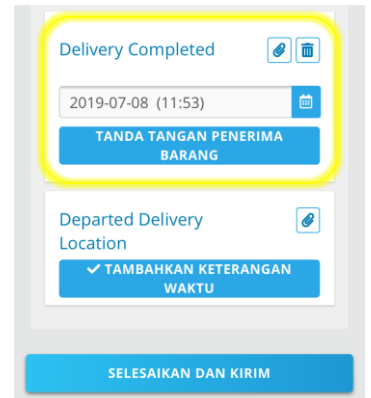 Delivery Completed
2019-07-08 (11:53)
TANDA TANGAN PENERIMA
BARANG
Departed Delivery
Location
TAMBAHKAN KETERANGAN
WAKTU
SELESAIKAN DAN KIRIM